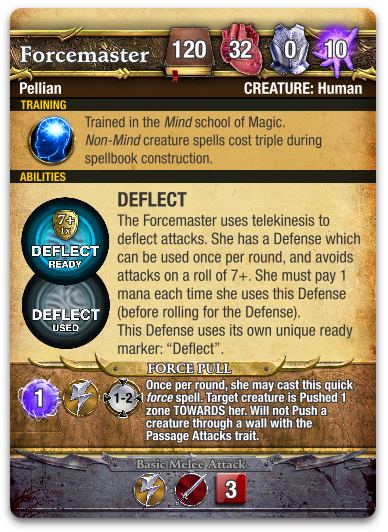 Forcemaster 120 32 0 10
Pellian CREATURE: Human
TRAINING
Trained in the Mind school of Magic.
Non-Mind creature spells cost triple during
spellbook construction.
ABILITIES
DEFLECT
7+
1x
DEFLECT
READY
DEFLECT
USED
The Forcemaster uses telekinesis to
deflect attacks. She has a Defense which
can be used once per round, and avoids
attacks on a roll of 7+. She must pay 1
mana each time she uses this Defense
(before rolling for the Defense).
This Defense uses its own unique ready
marker: “Deflect”.
FORCE PULL
1 1-2
Once per round, she may cast this quick
force spell. Target creature is Pushed 1
zone TOWARDS her. Will not Push a
creature through a wall with the
Passage Attacks trait.
Basic Melee Attack
3